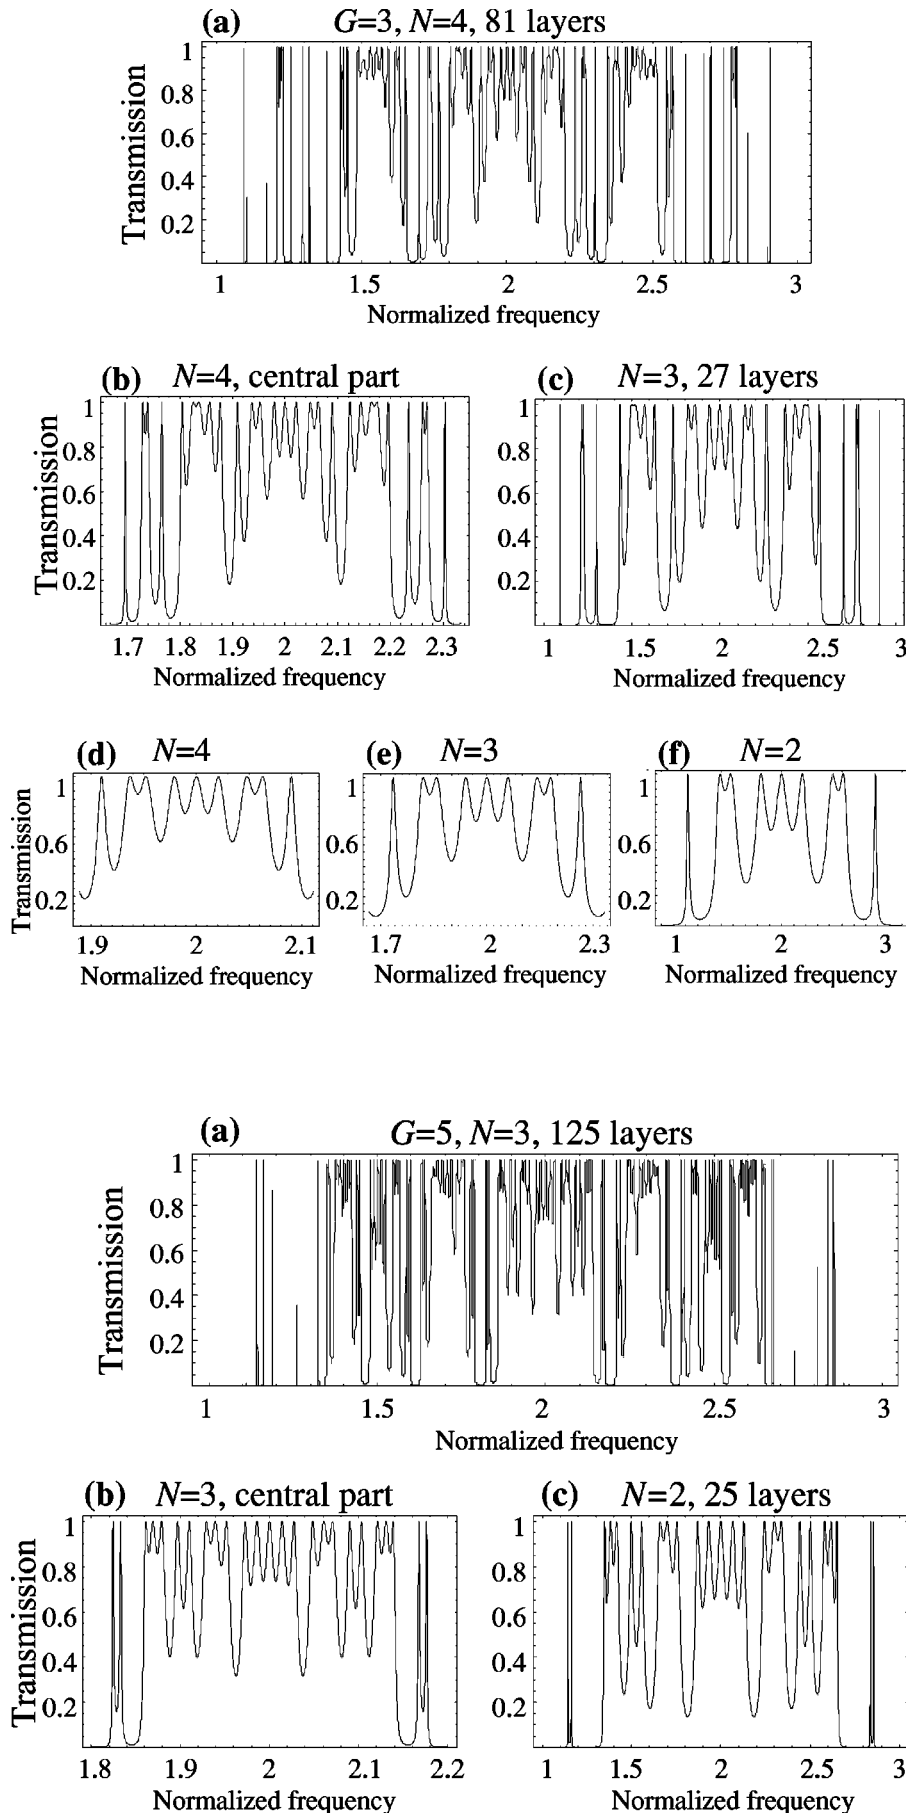 (a) G=3, N=4, 81 layers
1
0.8
0.6
0.4
0.2
Transmission
1 1.5 2 2.5 3
Normalized frequency
(b) N=4, central part
1
0.8
0.6
0.4
0.2
Transmission
1.7 1.8 1.9 2 2.1 2.2 2.3
Normalized frequency
(c) N=3, 27 layers
1
0.8
0.6
0.4
0.2
1 1.5 2 2.5 3
Normalized frequency
(d) N=4
1
0.6
0.2
Transmission
1.9 2 2.1
Normalized frequency
(e) N=3
1
0.6
0.2
1.7 2 2.3
Normalized frequency
(f) N=2
1
0.6
0.2
1 2 3
Normalized frequency
(a) G=5, N=3, 125 layers
1
0.8
0.6
0.4
0.2
Transmission
1 1.5 2 2.5 3
Normalized frequency
(b) N=3, central part
1
0.8
0.6
0.4
0.2
Transmission
1.8 1.9 2 2.1 2.2
Normalized frequency
(c) N=2, 25 layers
1
0.8
0.6
0.4
0.2
1 1.5 2 2.5 3
Normalized frequency